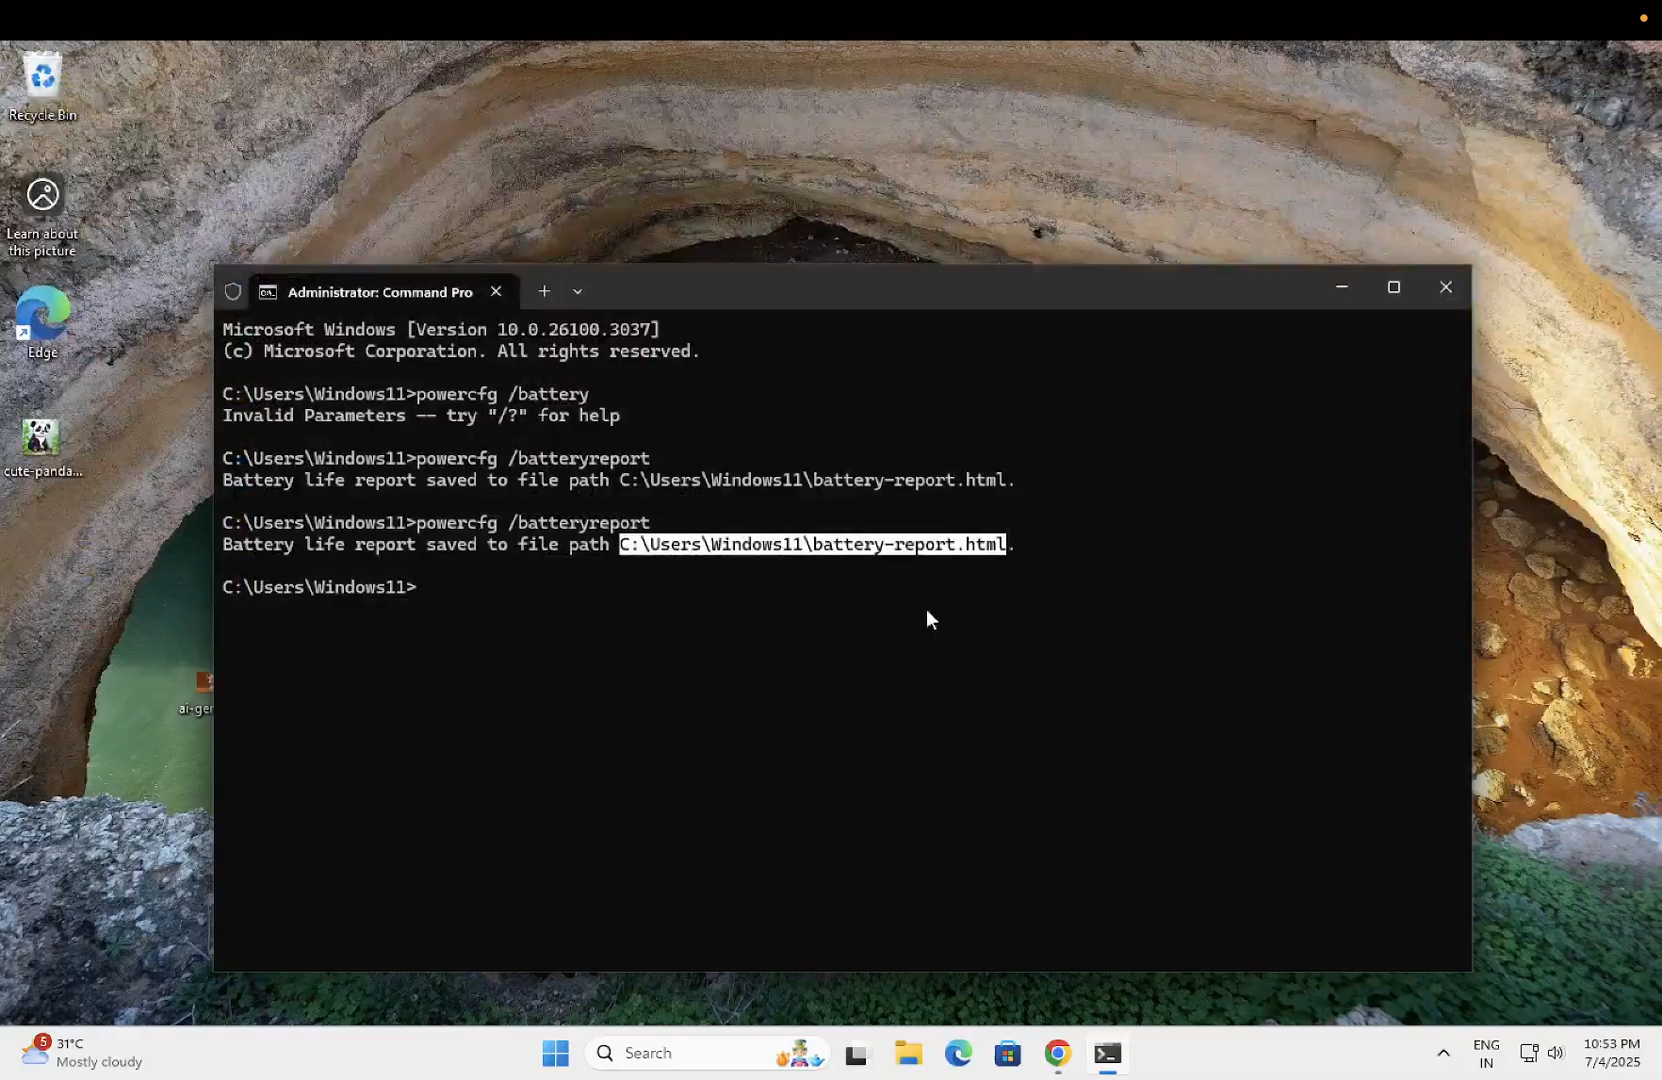 Recycle Bin
Learn about
this picture
Edge
cute-panda...
ai-ger
Administrator: Command Pro
Microsoft Windows [Version 10.0.26100.3037]
(c) Microsoft Corporation. All rights reserved.
C:\Users\Windows11>powercfg /battery
Invalid Parameters -- try "/?" for help
C:\Users\Windows11>powercfg /batteryreport
Battery life report saved to file path C:\Users\Windows11\battery-report.html.
C:\Users\Windows11>powercfg /batteryreport
Battery life report saved to file path C:\Users\Windows11\battery-report.html.
C:\Users\Windows11>
5
31°C
Mostly cloudy
Search
ENG
IN
10:53 PM
7/4/2025